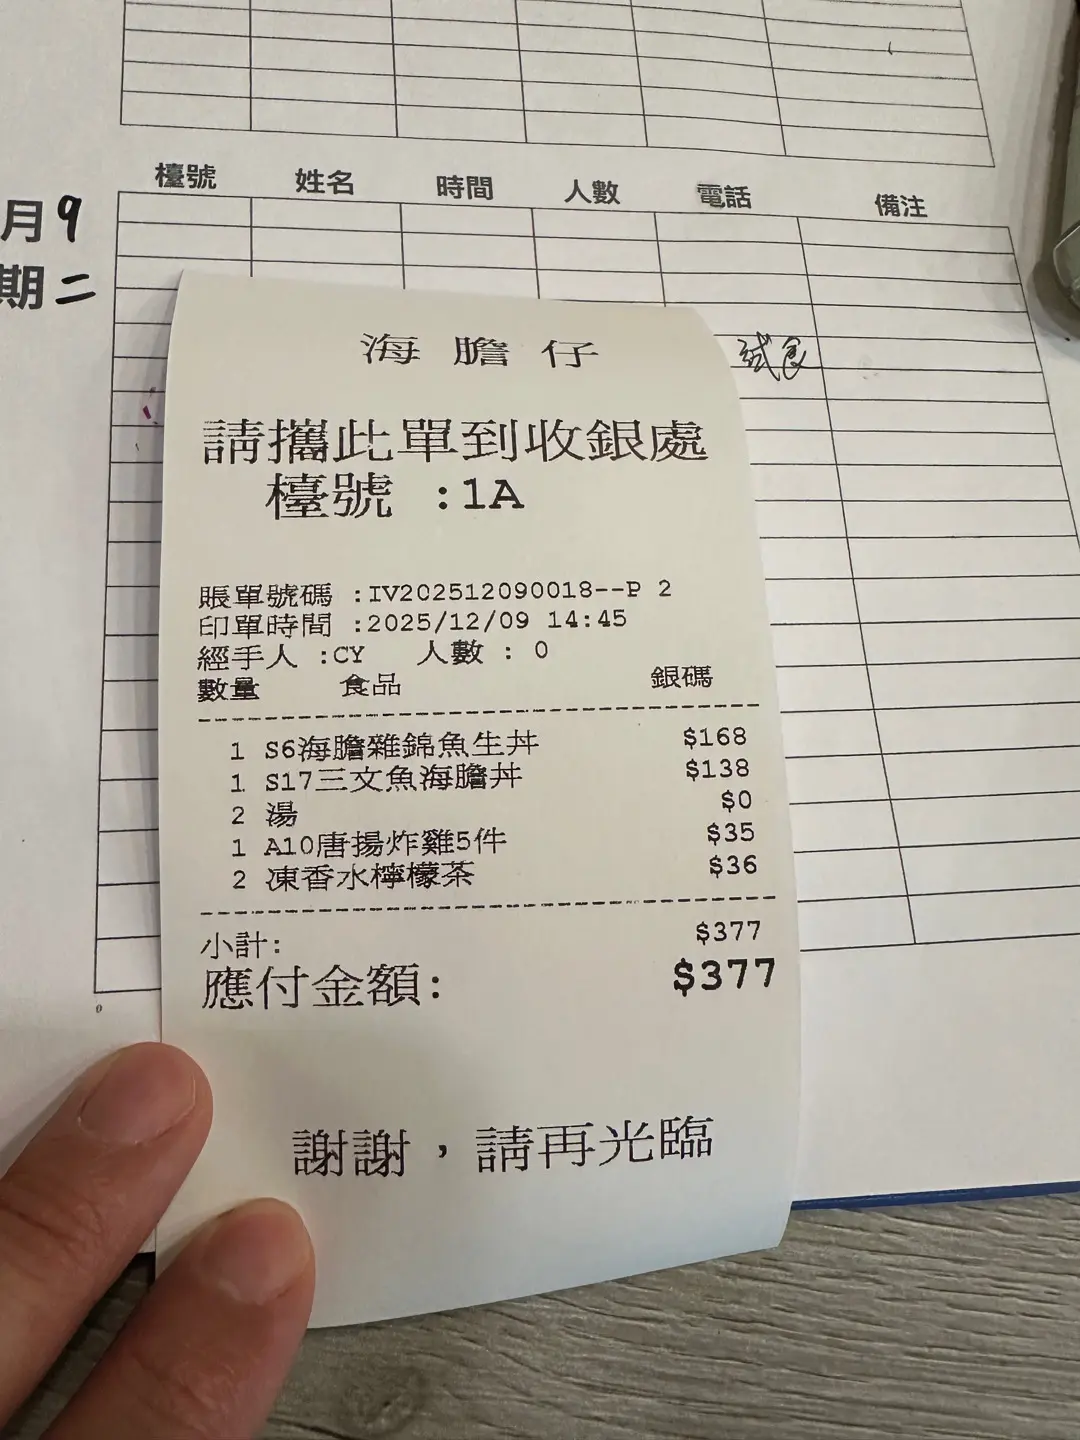 檯號 姓名 時間 人數 電話 備注
月9
期二
試食
海膽仔
請攜此單到收銀處
檯號 :1A
賬單號碼 :IV202512090018--P 2
印單時間 :2025/12/09 14:45
經手人 :CY 人數 : 0
數量 食品 銀碼
1 S6海膽雜錦魚生丼 $168
1 S17三文魚海膽丼 $138
2 湯 $0
1 A10唐揚炸雞5件 $35
2 凍香水檸檬茶 $36
小計: $377
應付金額: $377
謝謝，請再光臨